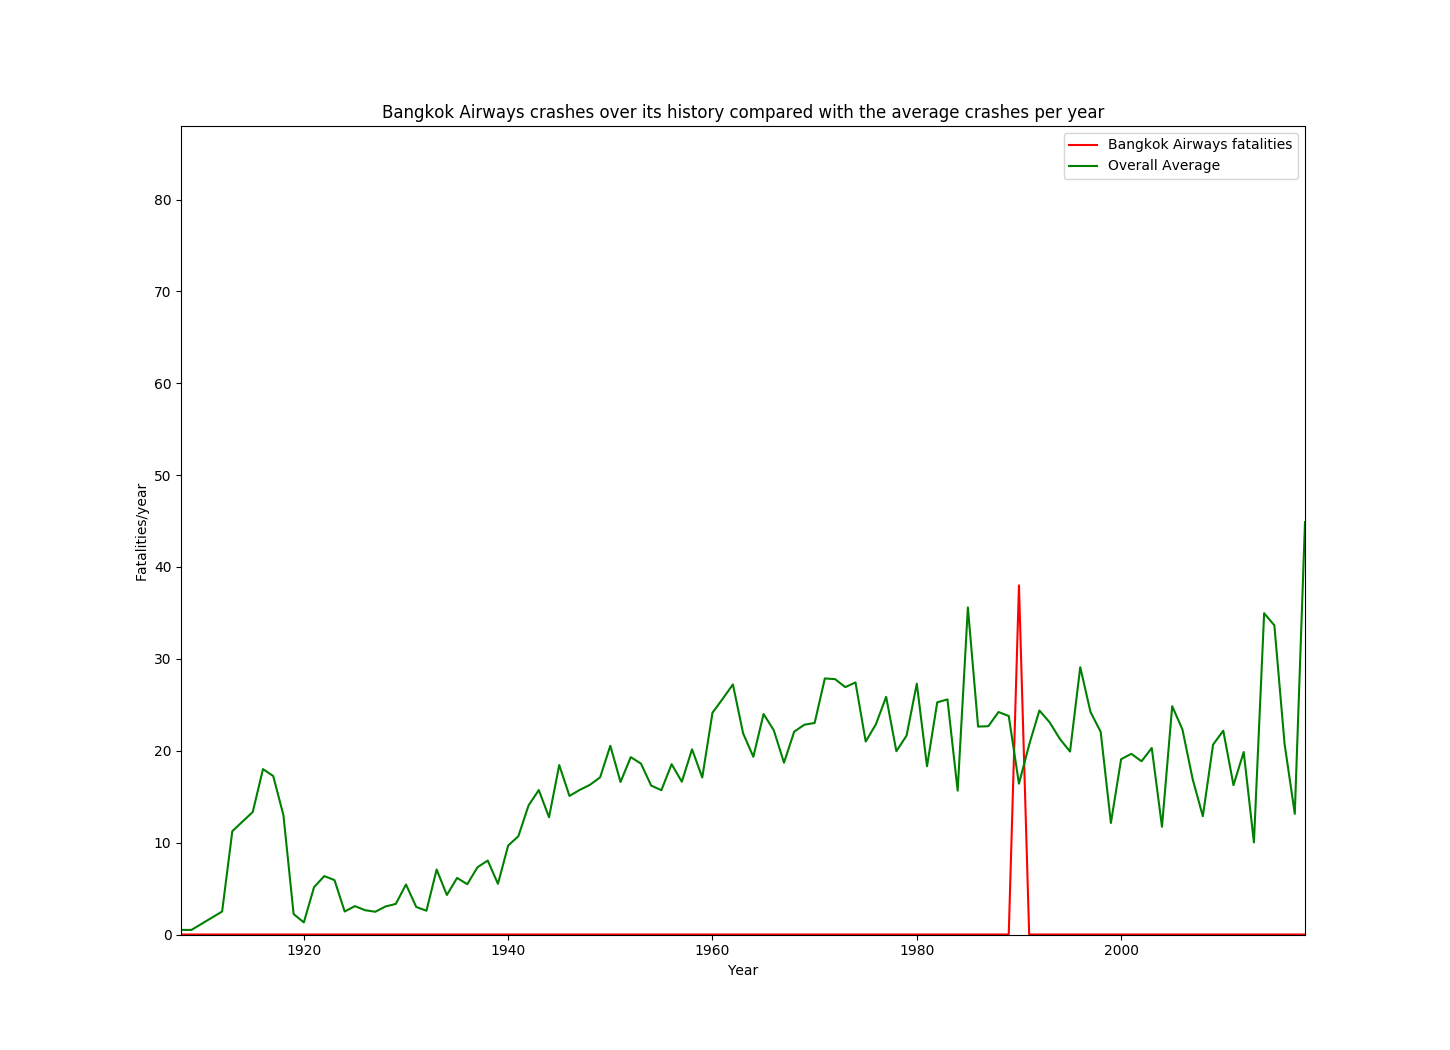 Bangkok Airways crashes over its history compared with the average crashes per year
Bangkok Airways fatalities
Overall Average
80
70
60
50
40
30
20
10
0
Fatalities/year
1920 1940 1960 1980 2000
Year